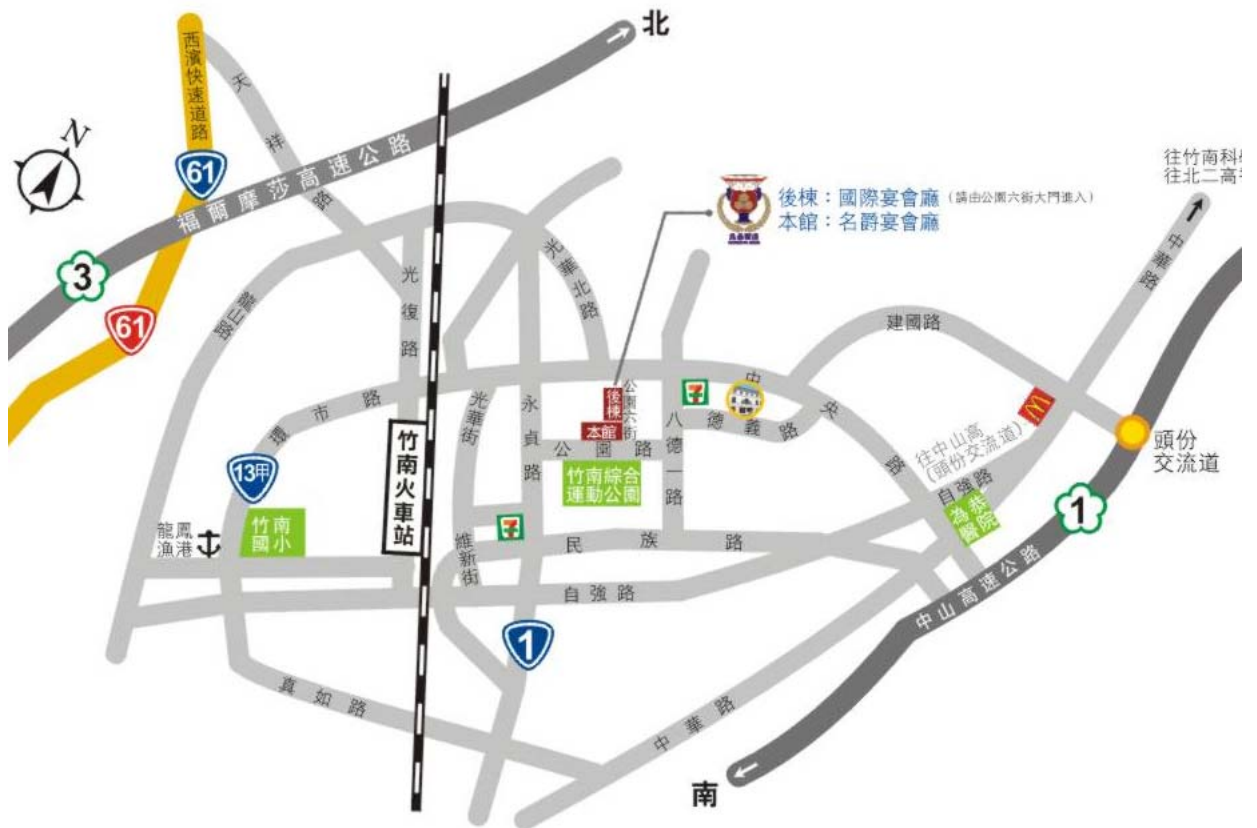 北
西濱快速道路
天祥路
N
61
福爾摩莎高速公路
往竹南科
往北二高
後棟：國際宴會廳（請由公園六街大門進入）
本館：名爵宴會廳
3
61
光復路
光華北路
中華路
龍山路
建國路
環市路
中央路
光華街
永貞路
後棟
公園六街
本館
公園路
八德一路
德義路
7
往中山高
（頭份交流道）
頭份
交流道
竹南火車站
13甲
竹南綜合
運動公園
自強路
為恭
醫院
1
龍鳳
漁港
竹南
國小
7
民族路
維新街
自強路
中山高速公路
1
真如路
中華路
南